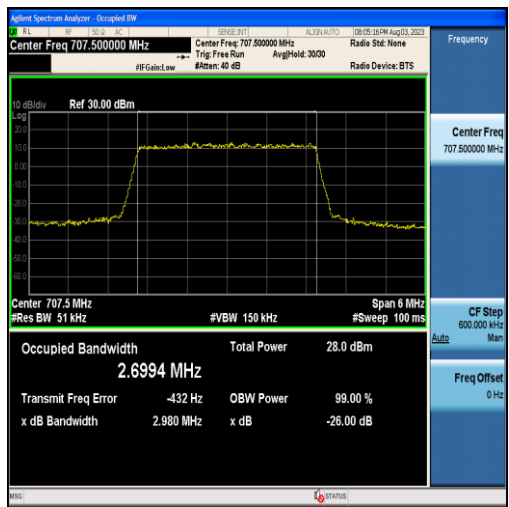 Agilent Spectrum Analyzer - Occupied BW
RL RF 50 Ω AC SENSE:INT ALIGN AUTO 08:05:16 PM Aug 03, 2023
Center Freq 707.500000 MHz
Center Freq: 707.500000 MHz
Radio Std: None
Trig: Free Run Avg|Hold: 30/30
#IFGain:Low
#Atten: 40 dB
Radio Device: BTS
10 dB/div Ref 30.00 dBm
Log
20.0
10.0
0.00
-10.0
-20.0
-30.0
-40.0
-50.0
-60.0
Center 707.5 MHz
Span 6 MHz
#Res BW 51 kHz
#VBW 150 kHz
#Sweep 100 ms
Occupied Bandwidth
Total Power 28.0 dBm
2.6994 MHz
Transmit Freq Error -432 Hz
OBW Power 99.00 %
x dB Bandwidth 2.980 MHz
x dB -26.00 dB
MSG
STATUS
Frequency
Center Freq
707.500000 MHz
CF Step
600.000 kHz
Auto Man
Freq Offset
0 Hz